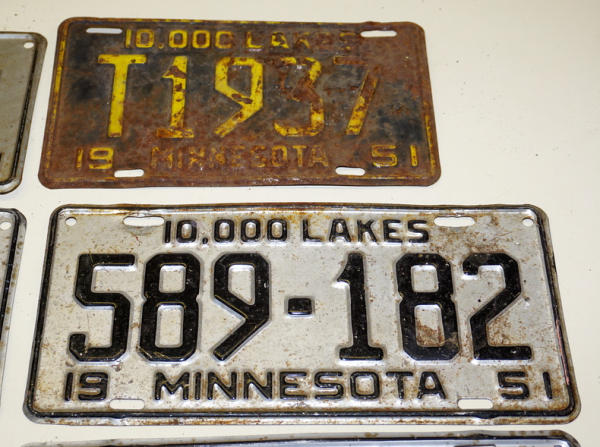 10,000 LAKES
T1937
19 MINNESOTA 51
10,000 LAKES
589-182
19 MINNESOTA 51